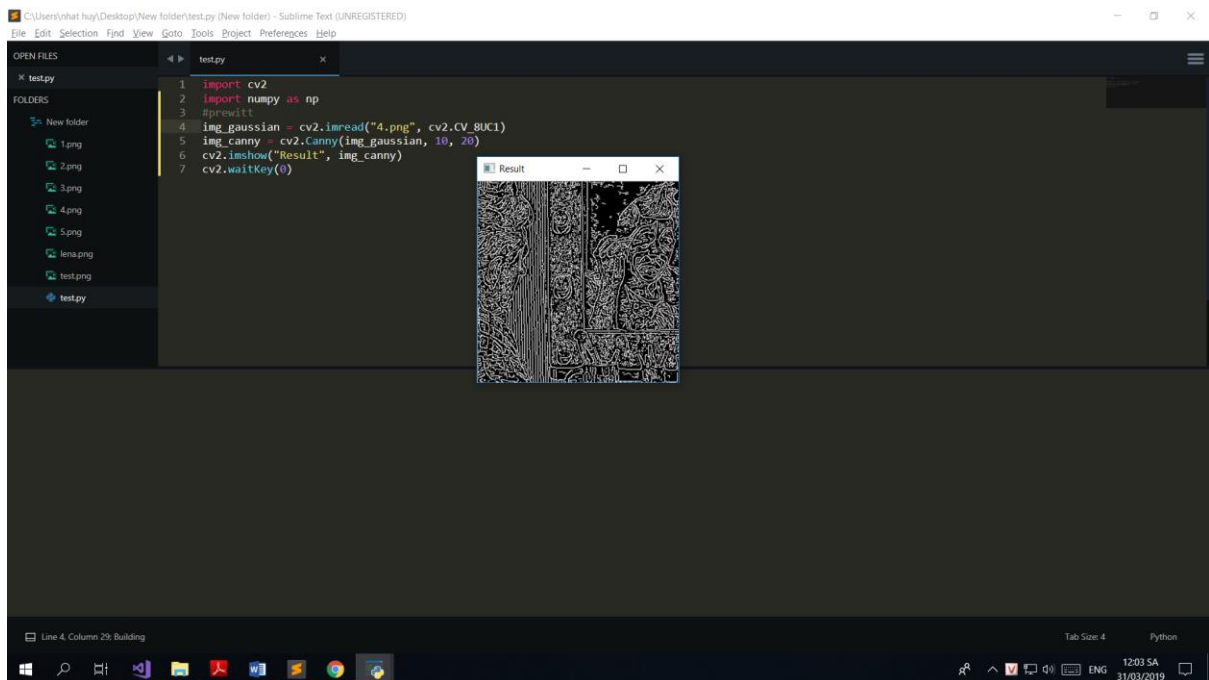 C:\Users\nhat huy\Desktop\New folder\test.py (New folder) - Sublime Text (UNREGISTERED)
File Edit Selection Find View Goto Tools Project Preferences Help
OPEN FILES
test.py
FOLDERS
New folder
1.png
2.png
3.png
4.png
5.png
lena.png
test.png
test.py
test.py
1 import cv2
2 import numpy as np
3 #prewitt
4 img_gaussian = cv2.imread("4.png", cv2.CV_8UC1)
5 img_canny = cv2.Canny(img_gaussian, 10, 20)
6 cv2.imshow("Result", img_canny)
7 cv2.waitKey(0)
Result
Line 4, Column 29; Building
Tab Size: 4 Python
ENG
12:03 SA
31/03/2019